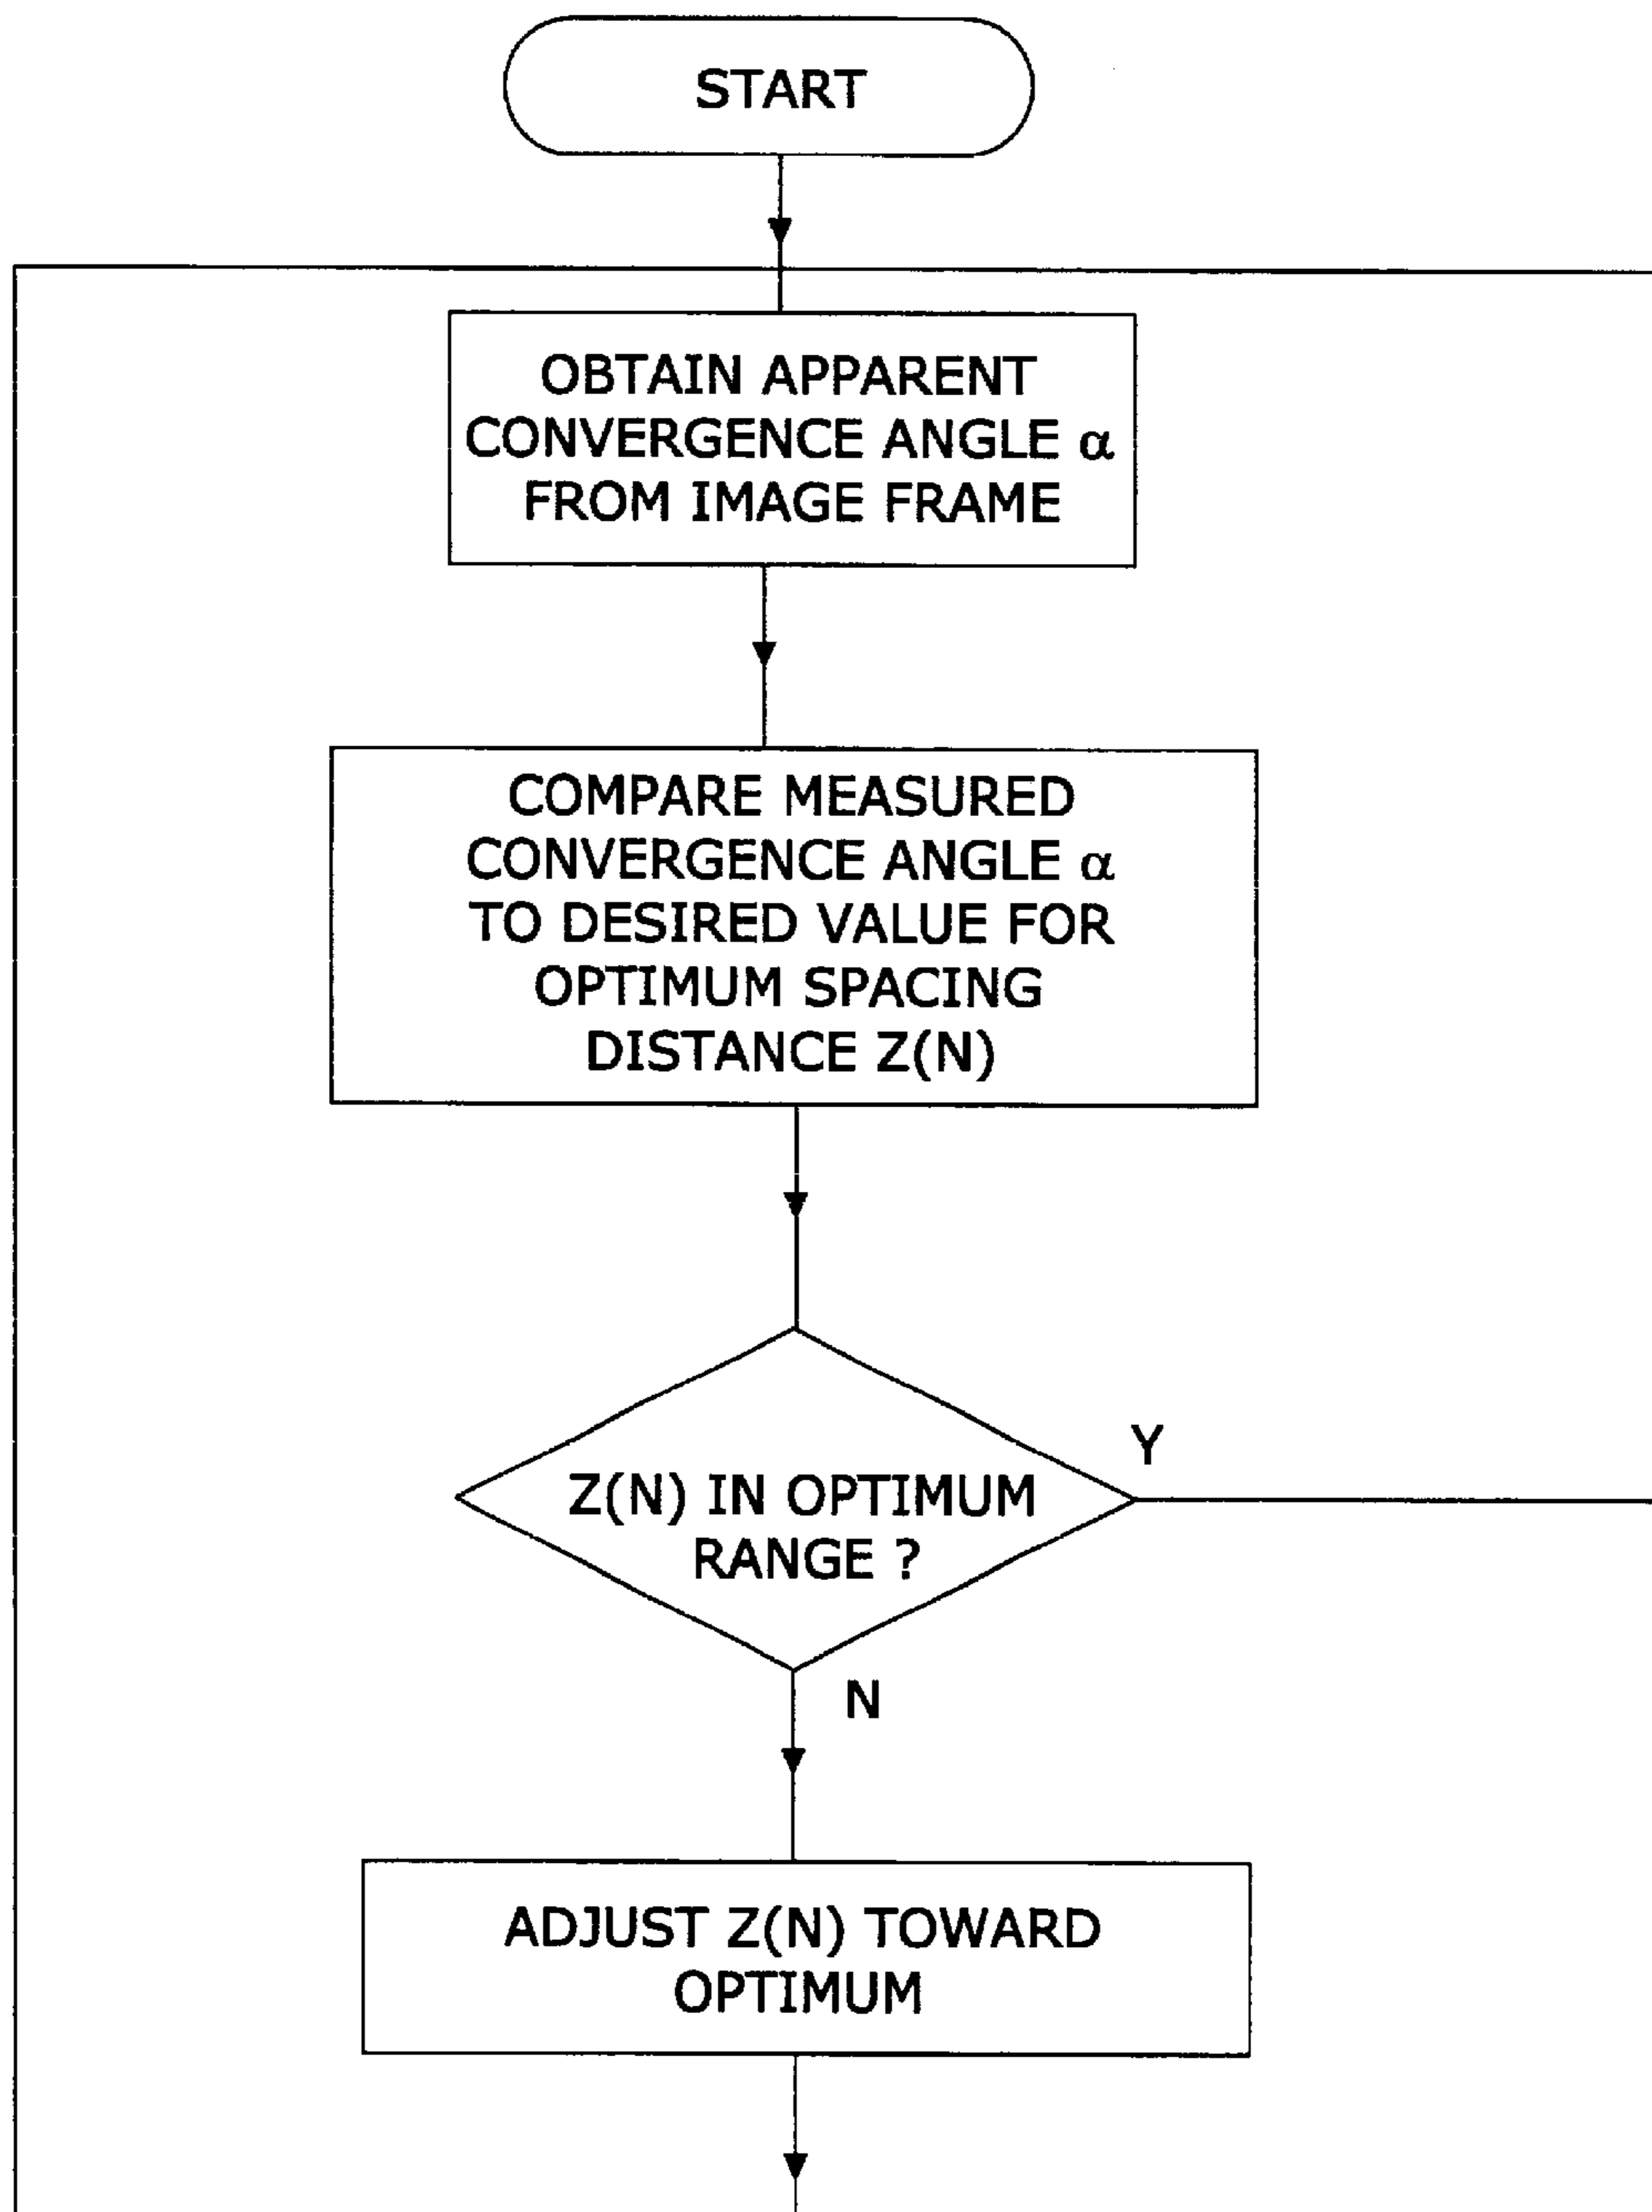 START
OBTAIN APPARENT
CONVERGENCE ANGLE α
FROM IMAGE FRAME
COMPARE MEASURED
CONVERGENCE ANGLE α
TO DESIRED VALUE FOR
OPTIMUM SPACING
DISTANCE Z(N)
Y
Z(N) IN OPTIMUM
RANGE ?
N
ADJUST Z(N) TOWARD
OPTIMUM